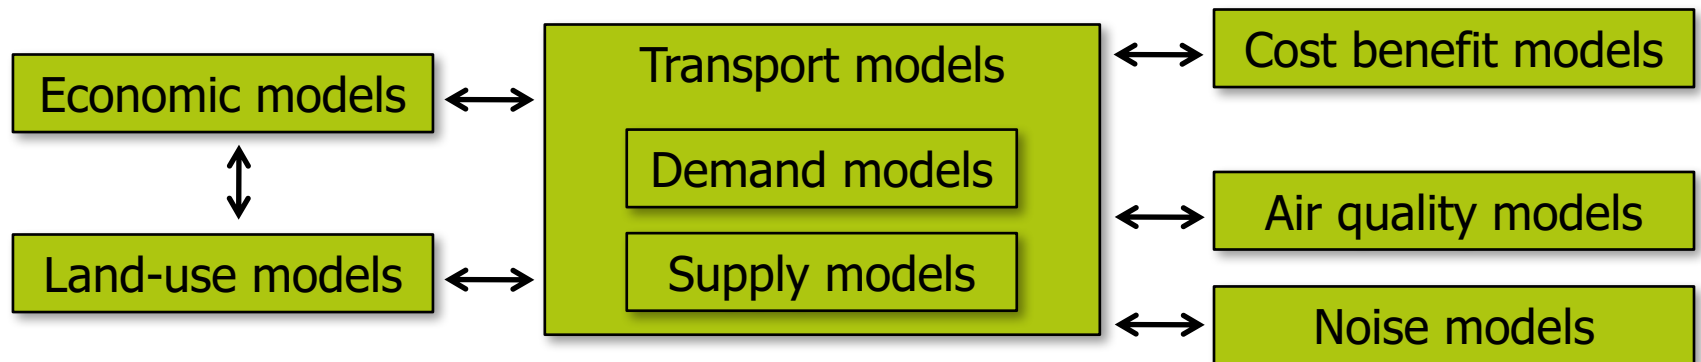 Economic models
Land-use models
Transport models
Demand models
Supply models
Cost benefit models
Air quality models
Noise models